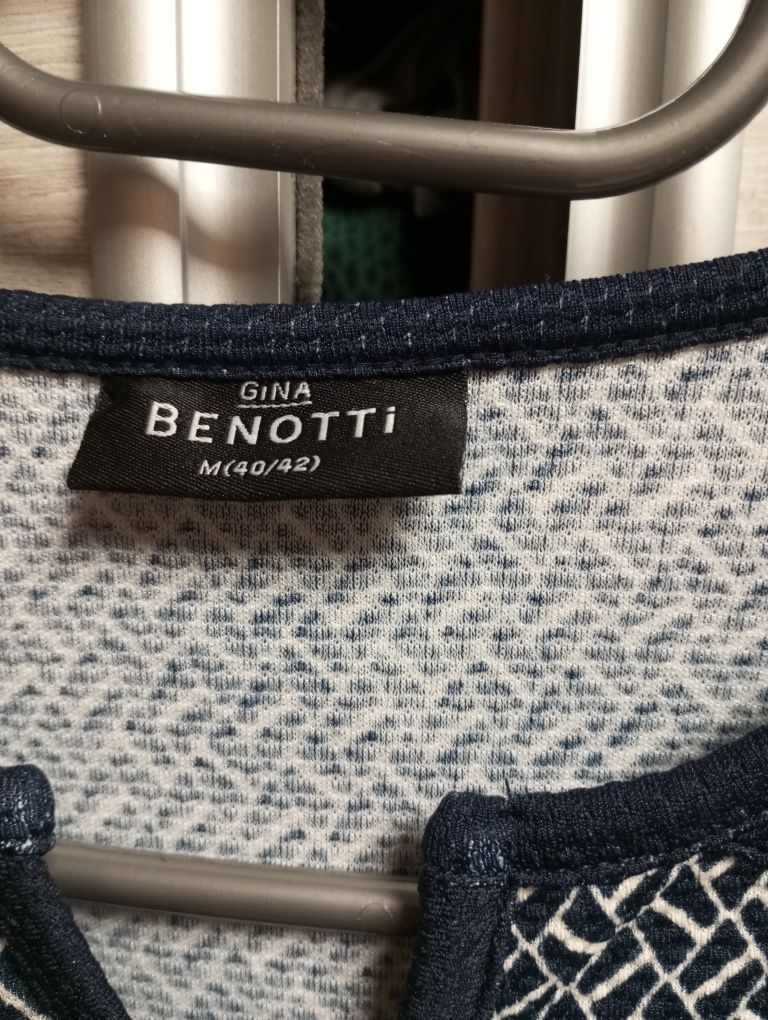 GiNA
BENOTTi
M(40/42)